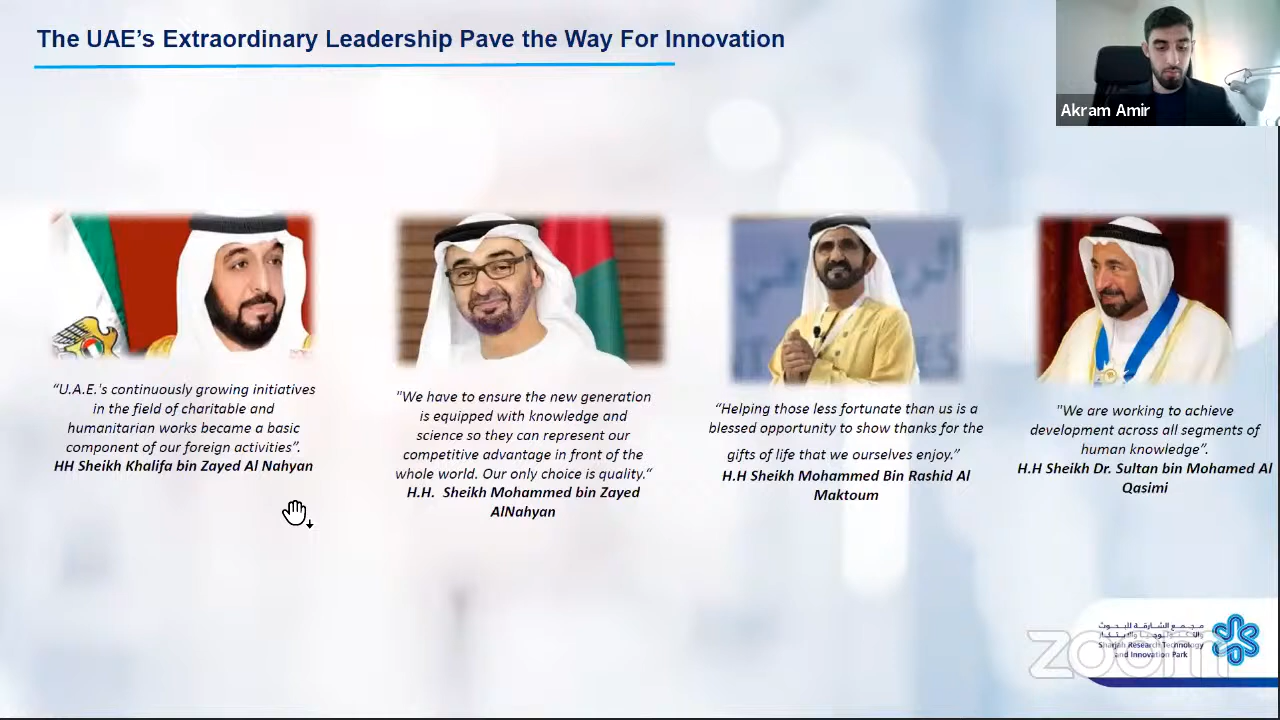 The UAE’s Extraordinary Leadership Pave the Way For Innovation
Akram Amir
“U.A.E.'s continuously growing initiatives
in the field of charitable and
humanitarian works became a basic
component of our foreign activities”.
HH Sheikh Khalifa bin Zayed Al Nahyan
"We have to ensure the new generation
is equipped with knowledge and
science so they can represent our
competitive advantage in front of the
whole world. Our only choice is quality.“
H.H.  Sheikh Mohammed bin Zayed
AlNahyan
“Helping those less fortunate than us is a
blessed opportunity to show thanks for the
gifts of life that we ourselves enjoy.”
H.H Sheikh Mohammed Bin Rashid Al
Maktoum
"We are working to achieve
development across all segments of
human knowledge”.
H.H Sheikh Dr. Sultan bin Mohamed Al
Qasimi
مجمع الشارقة للبحوث
والتكنولوجيا والابتكار
Sharjah Research Technology
and Innovation Park
zoom